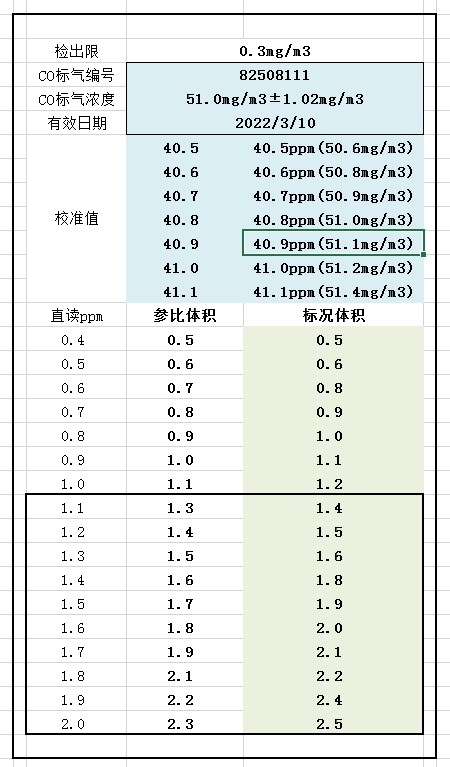 检出限 0.3mg/m3
CO标气编号 82508111
CO标气浓度 51.0mg/m3±1.02mg/m3
有效日期 2022/3/10
校准值
40.5 40.5ppm(50.6mg/m3)
40.6 40.6ppm(50.8mg/m3)
40.7 40.7ppm(50.9mg/m3)
40.8 40.8ppm(51.0mg/m3)
40.9 40.9ppm(51.1mg/m3)
41.0 41.0ppm(51.2mg/m3)
41.1 41.1ppm(51.4mg/m3)
直读ppm 参比体积 标况体积
0.4 0.5 0.5
0.5 0.6 0.6
0.6 0.7 0.8
0.7 0.8 0.9
0.8 0.9 1.0
0.9 1.0 1.1
1.0 1.1 1.2
1.1 1.3 1.4
1.2 1.4 1.5
1.3 1.5 1.6
1.4 1.6 1.8
1.5 1.7 1.9
1.6 1.8 2.0
1.7 1.9 2.1
1.8 2.1 2.2
1.9 2.2 2.4
2.0 2.3 2.5